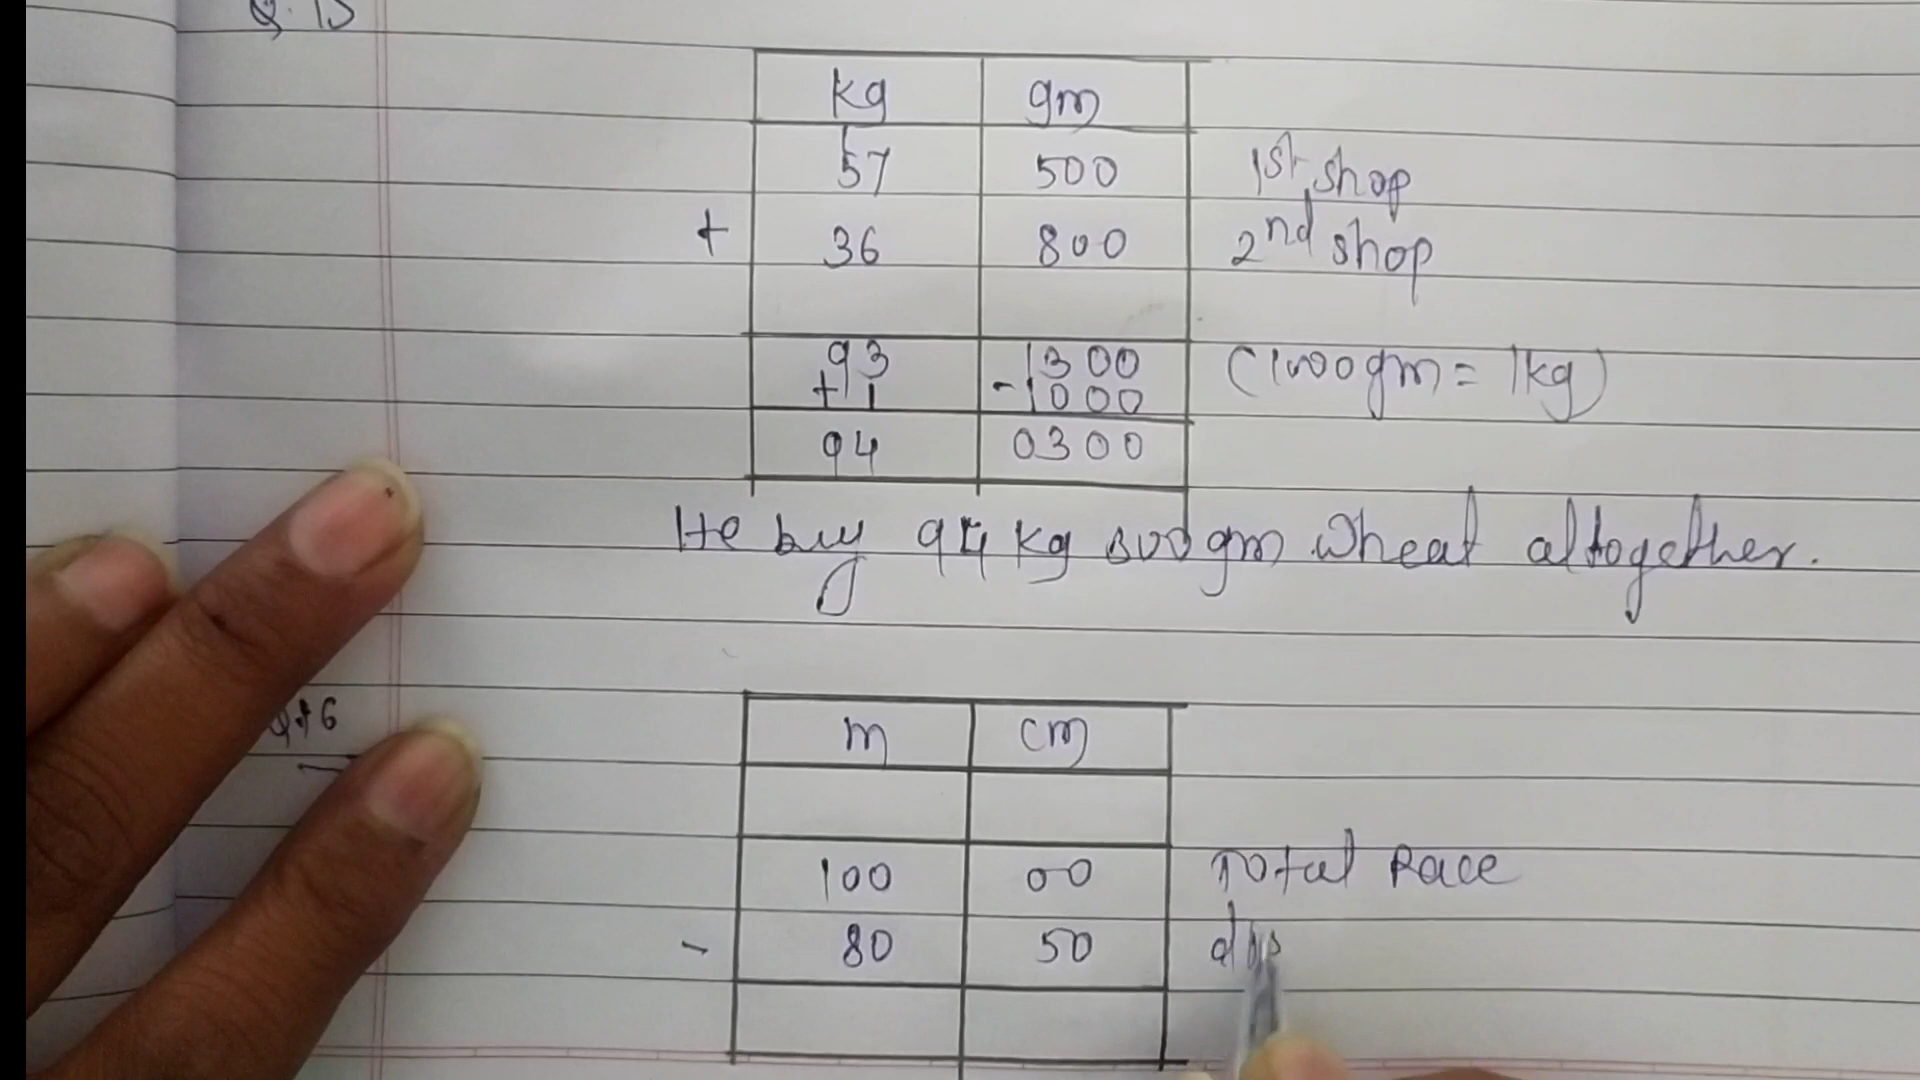 Q. 15
kg gm
57 500 1st shop
+ 36 800 2nd shop
93 1300 (1000gm = 1kg)
+ 1 - 1000
94 0300
He buy 94 kg 300gm wheat altogether.
Q.16
m cm
100 00 Total Race
- 80 50 dis